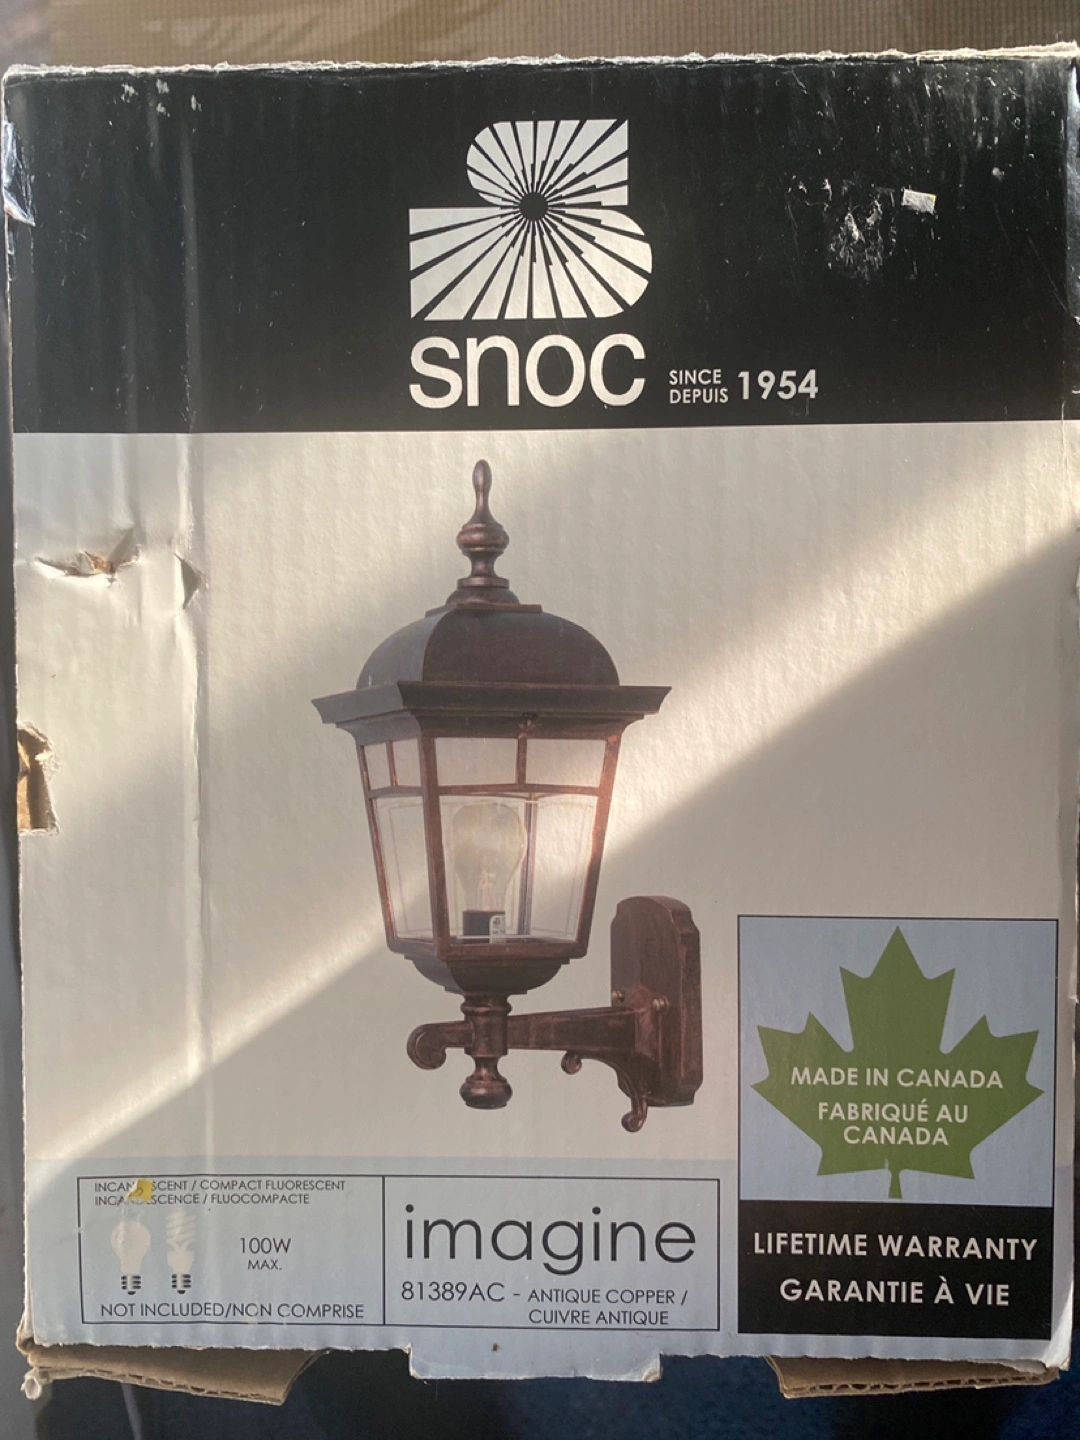 snoc
SINCE
DEPUIS 1954
MADE IN CANADA
FABRIQUÉ AU
CANADA
LIFETIME WARRANTY
GARANTIE À VIE
/ COMPACT FLUORESCENT
/ FLUOCOMPACTE
100W
MAX.
NOT INCLUDED/NON COMPRISE
imagine
81389AC - ANTIQUE COPPER /
CUIVRE ANTIQUE